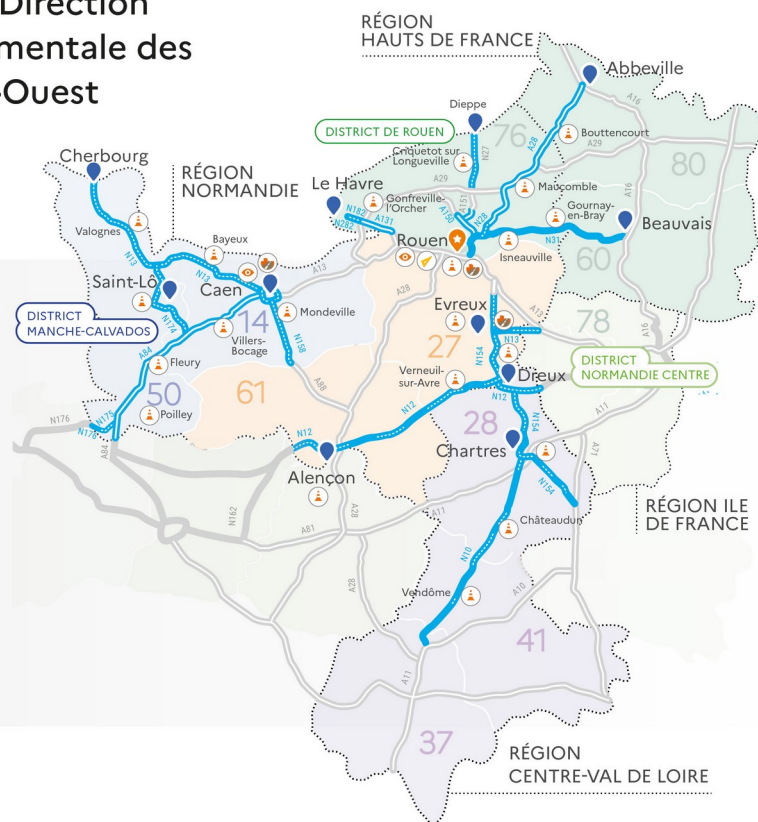 Direction
mentale des
-Ouest
RÉGION
HAUTS DE FRANCE
Abbeville
Dieppe
A16
DISTRICT DE ROUEN
76
A28
Bouttencourt
A29
Criquetot sur
Longueville
N27
80
Cherbourg
RÉGION
NORMANDIE
Le Havre
A29
Maucomble
A16
Gonfreville-
l'Orcher
A151
Gournay-
en-Bray
N182
A131
A150
N28
N282
Beauvais
Valognes
Rouen
N31
Bayeux
Isneauville
60
N13
N13
A13
Saint-Lô
Caen
A28
Evreux
A13
DISTRICT
MANCHE-CALVADOS
N174
14
Mondeville
78
A16
Villers-
Bocage
N158
27
N13
A84
N154
DISTRICT
NORMANDIE CENTRE
Fleury
Verneuil-
sur-Avre
Dreux
A88
61
50
N12
N12
A11
N176
N175
Poilley
N176
28
N154
N12
Chartres
A71
A84
Alençon
N154
RÉGION ILE
DE FRANCE
N162
A28
A11
Châteaudun
A81
N10
A28
Vendôme
A10
41
A11
37
RÉGION
CENTRE-VAL DE LOIRE